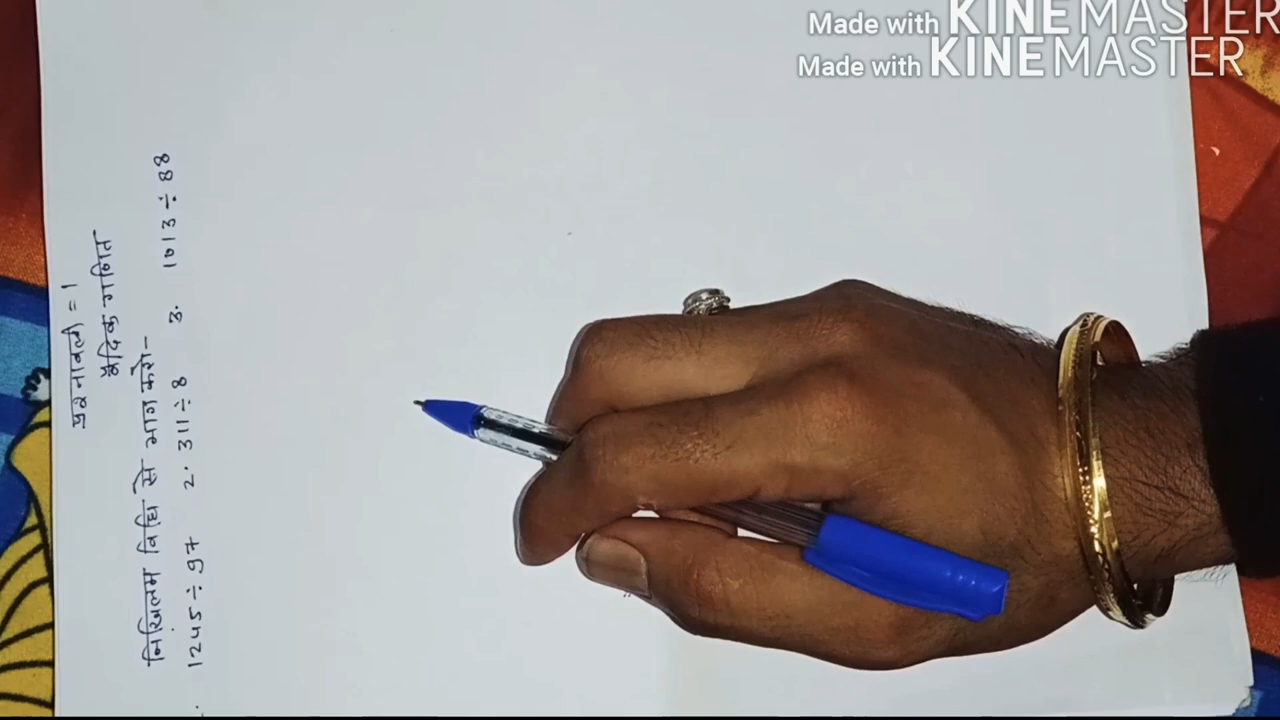 Made with KINEMASTER
Made with KINEMASTER
प्रश्नावली = 1
वैदिक गणित
निखिलम विधि से भाग करो-
. 1245 ÷ 97 2. 311 ÷ 8 3. 1013 ÷ 88